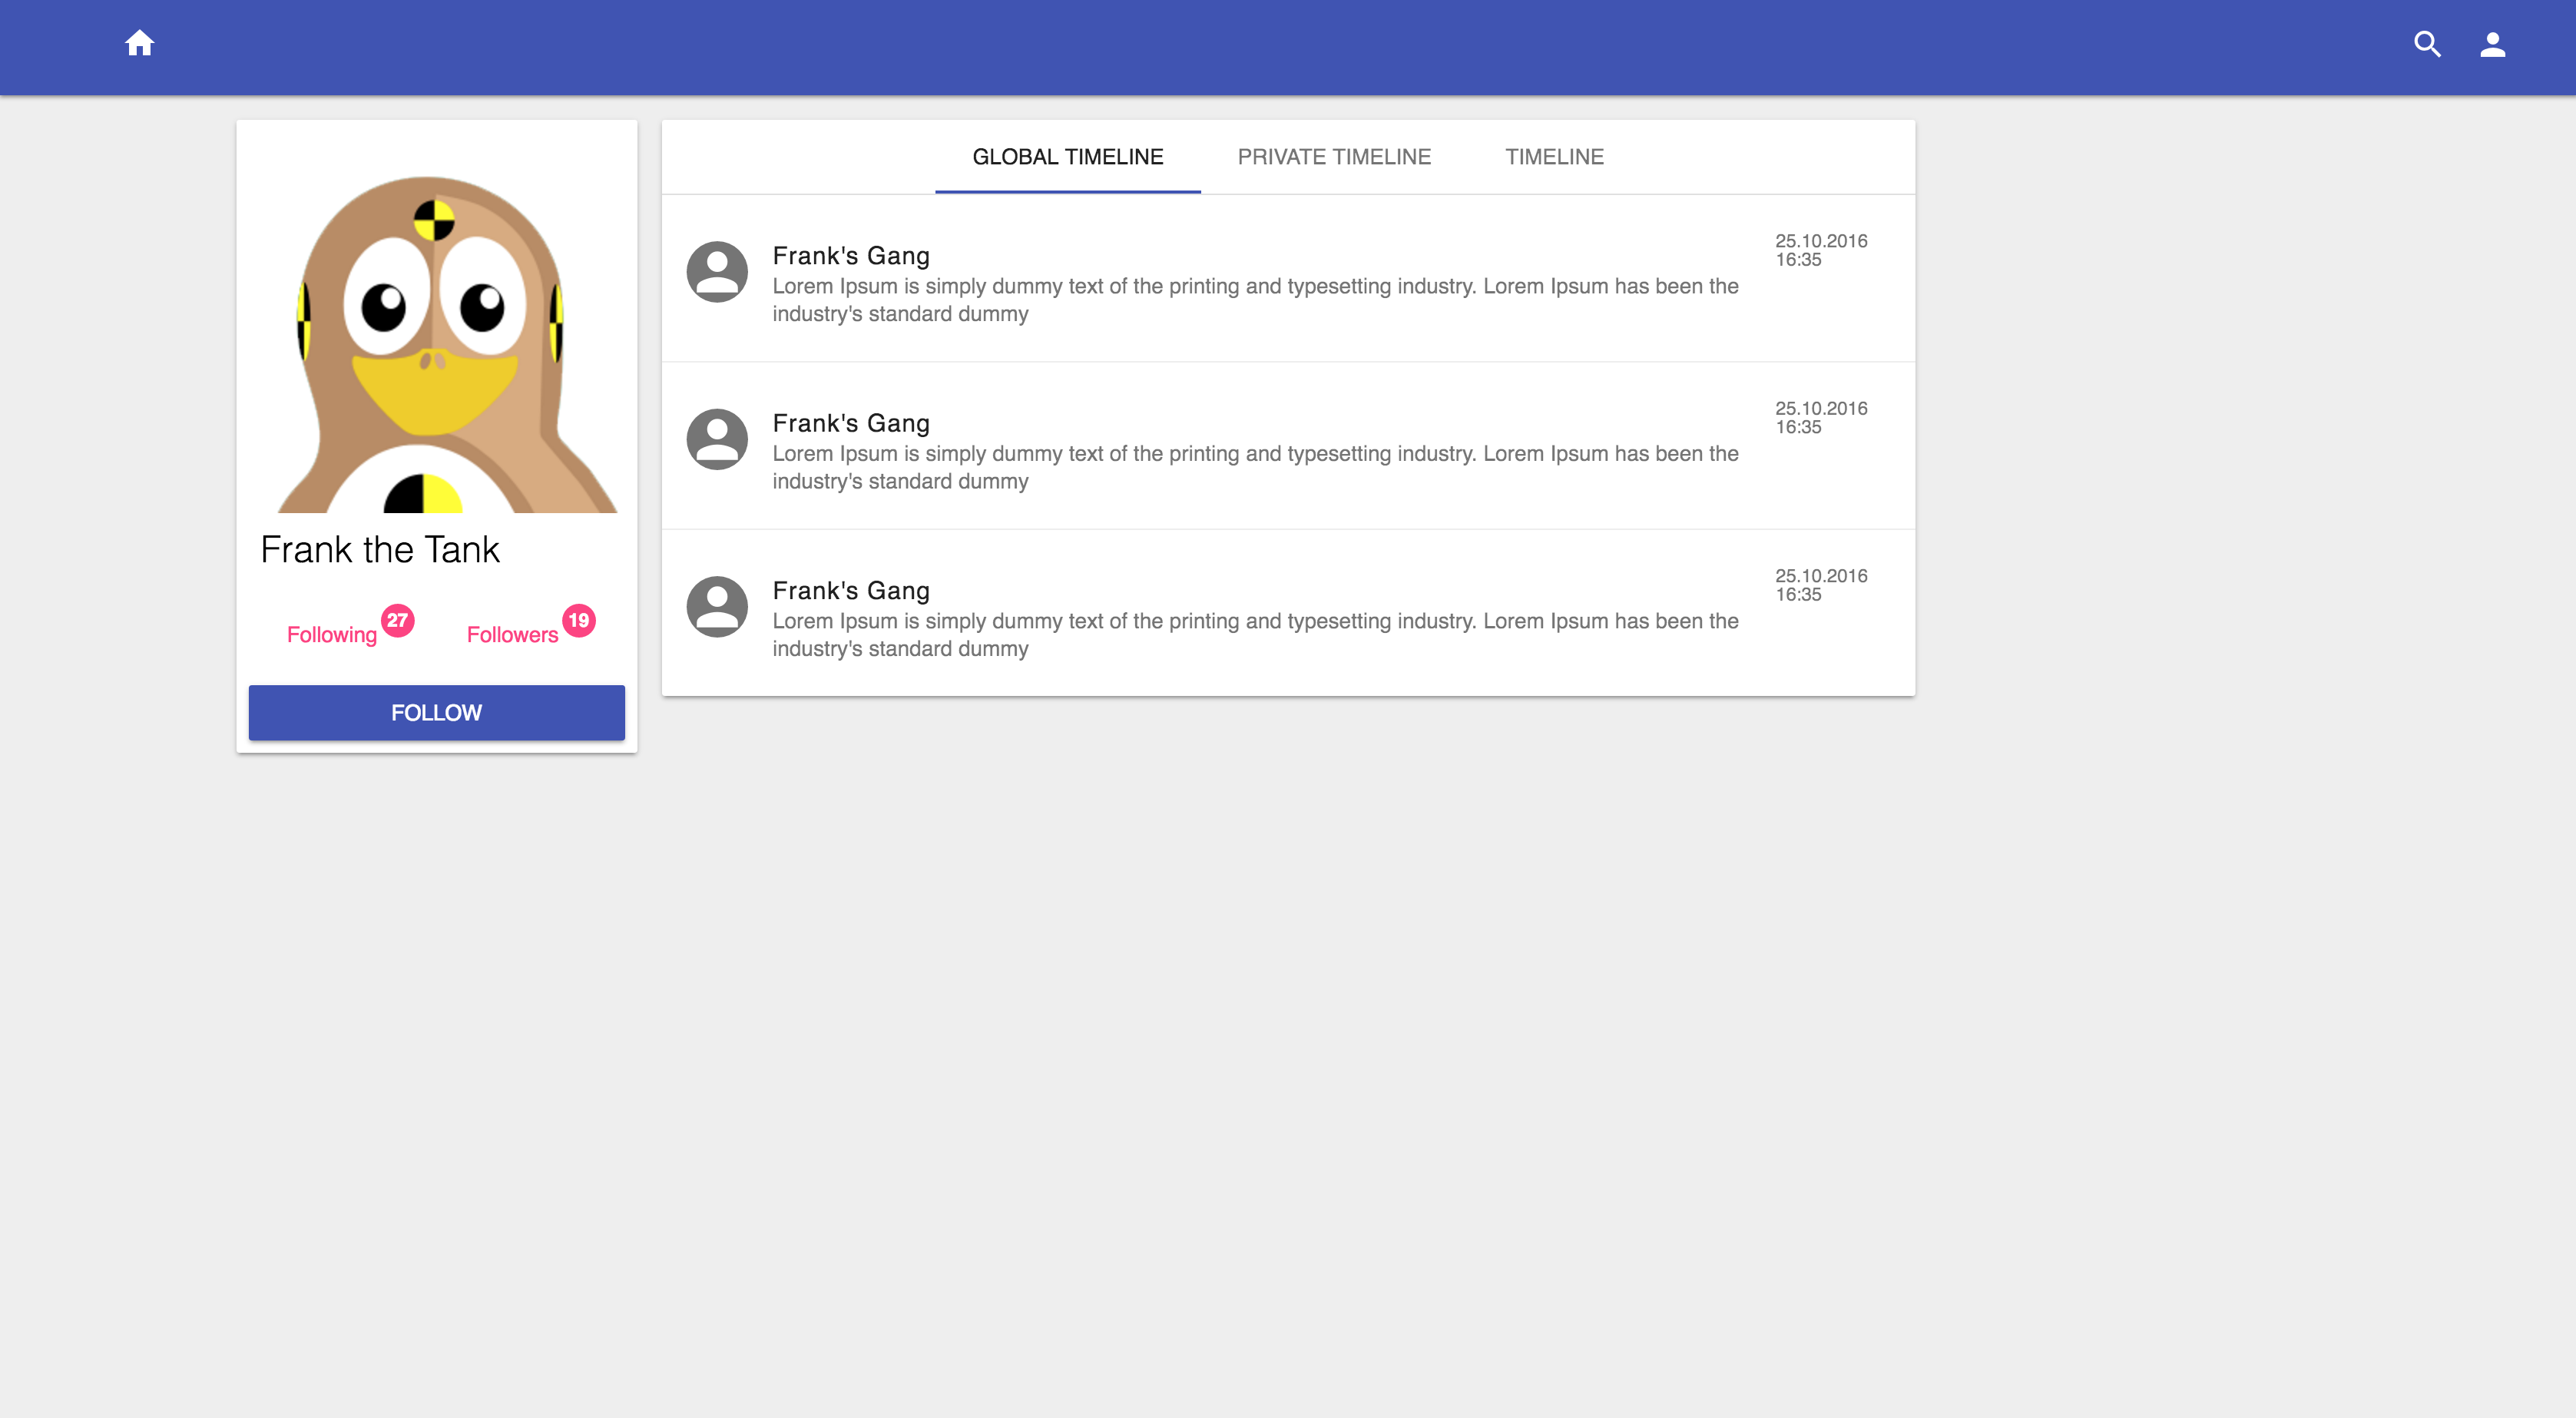 Frank the Tank
Following 27 Followers 19
FOLLOW
GLOBAL TIMELINE PRIVATE TIMELINE TIMELINE
Frank's Gang
Lorem Ipsum is simply dummy text of the printing and typesetting industry. Lorem Ipsum has been the
industry's standard dummy
25.10.2016
16:35
Frank's Gang
Lorem Ipsum is simply dummy text of the printing and typesetting industry. Lorem Ipsum has been the
industry's standard dummy
25.10.2016
16:35
Frank's Gang
Lorem Ipsum is simply dummy text of the printing and typesetting industry. Lorem Ipsum has been the
industry's standard dummy
25.10.2016
16:35